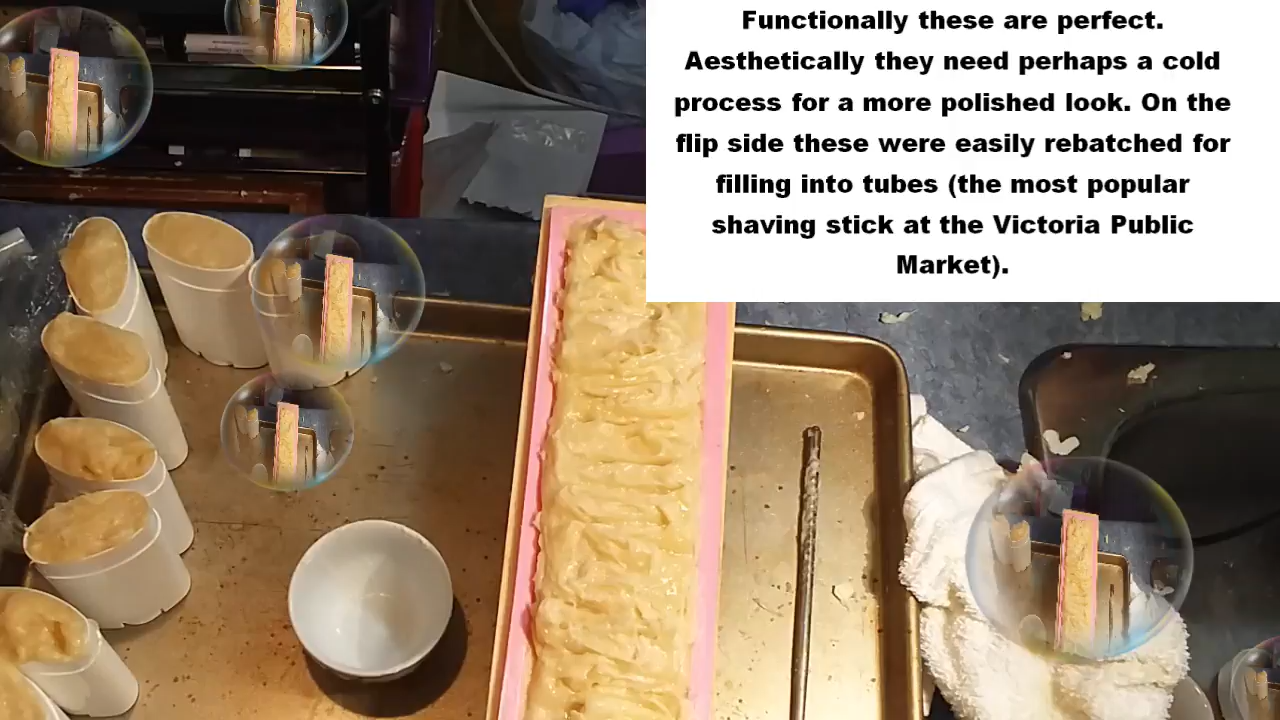 Functionally these are perfect.
Aesthetically they need perhaps a cold
process for a more polished look. On the
flip side these were easily rebatched for
filling into tubes (the most popular
shaving stick at the Victoria Public
Market).